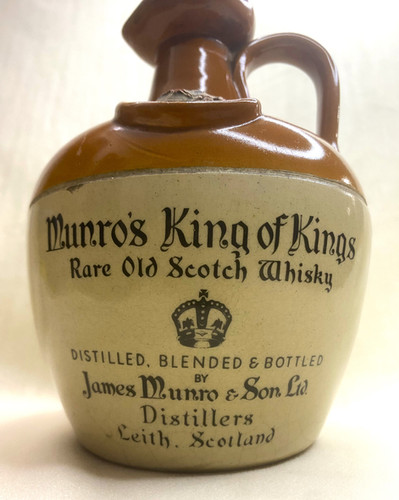 Munro's King of Kings
Rare Old Scotch Whisky
DISTILLED, BLENDED & BOTTLED
BY
James Munro & Son, Ltd.
Distillers
Leith, Scotland